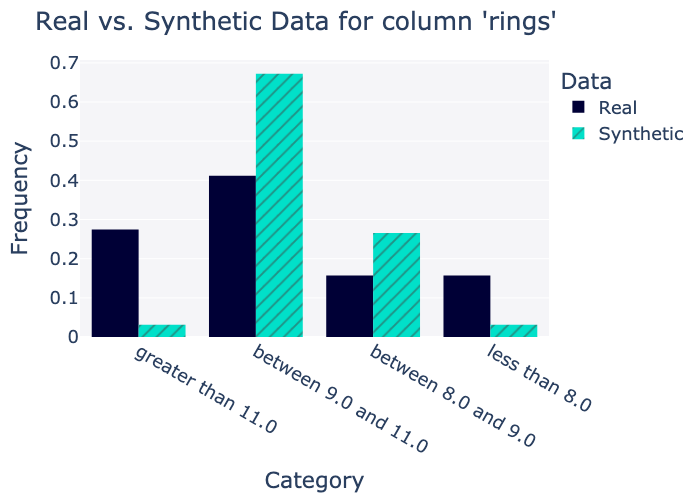 Real vs. Synthetic Data for column 'rings'
Data
Real
Synthetic
Frequency
0.7
0.6
0.5
0.4
0.3
0.2
0.1
0
greater than 11.0
between 9.0 and 11.0
between 8.0 and 9.0
less than 8.0
Category